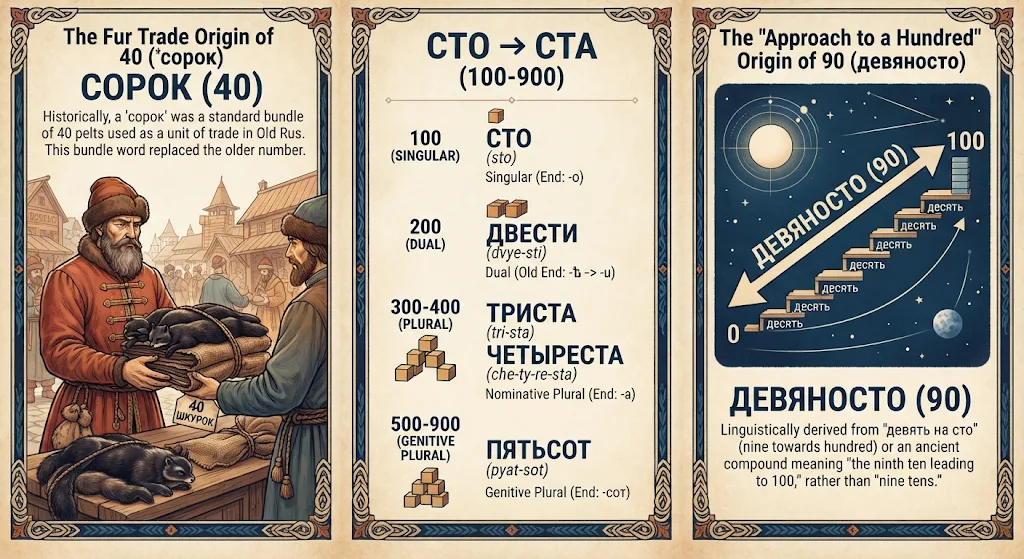 The Fur Trade Origin of
40 (*сорок)
СОРОК (40)
Historically, a 'сорок' was a standard bundle
of 40 pelts used as a unit of trade in Old Rus.
This bundle word replaced the older number.
40
ШКУРОК
СТО → СТА
(100-900)
100
(SINGULAR)
СТО
(sto)
Singular (End: -o)
200
(DUAL)
ДВЕСТИ
(dvye-sti)
Dual (Old End: -ѣ -> -u)
300-400
(PLURAL)
ТРИСТА
(tri-sta)
ЧЕТЫРЕСТА
(che-ty-re-sta)
Nominative Plural (End: -a)
500-900
(GENITIVE
PLURAL)
ПЯТЬСОТ
(pyat-sot)
Genitive Plural (End: -сот)
The "Approach to a Hundred"
Origin of 90 (девяносто)
100
ДЕВЯНОСТО (90)
десять
десять
десять
десять
десять
десять
десять
0
ДЕВЯНОСТО (90)
Linguistically derived from "девять на сто"
(nine towards hundred) or an ancient
compound meaning "the ninth ten leading
to 100," rather than "nine tens."